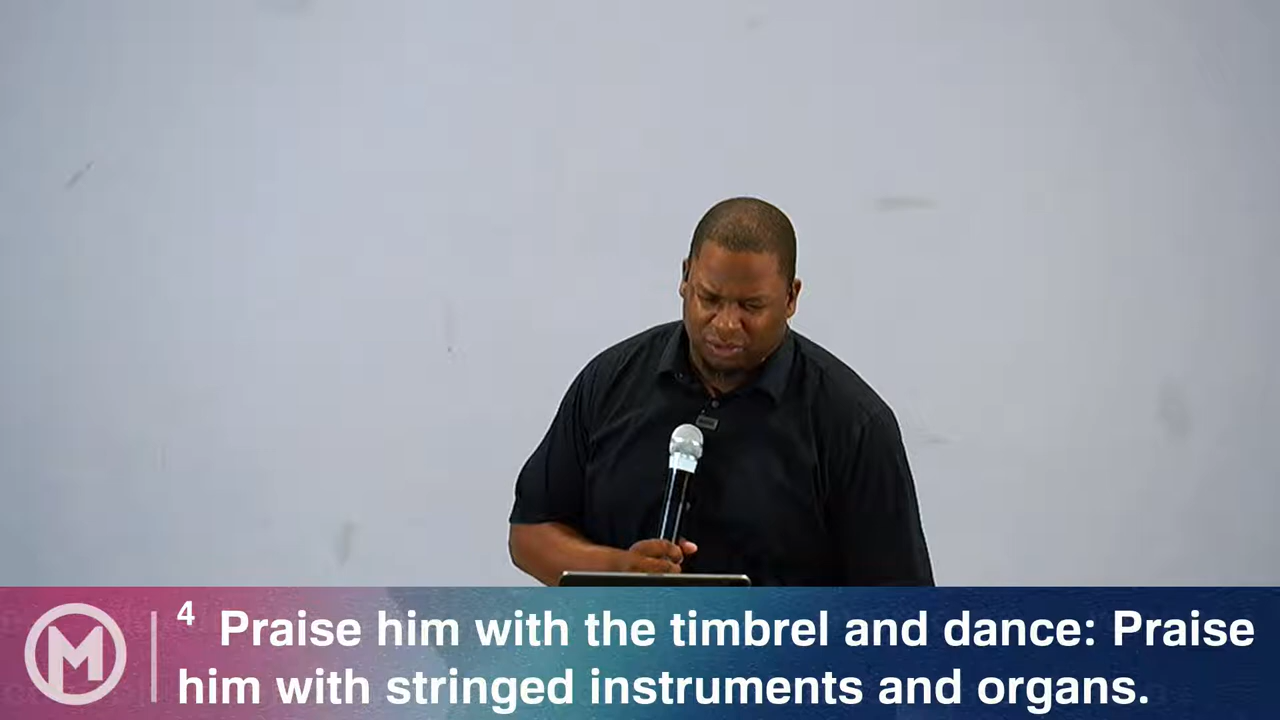 M
4 Praise him with the timbrel and dance: Praise
him with stringed instruments and organs.